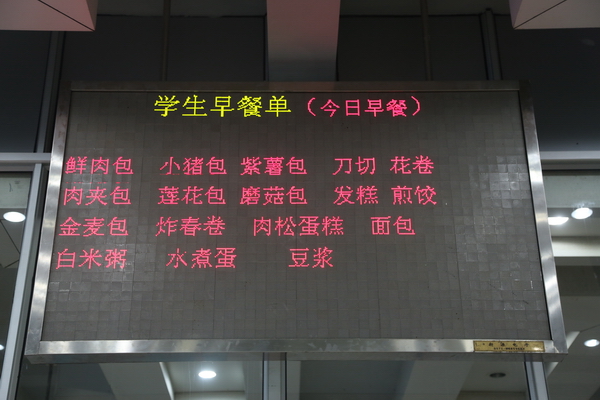 学生早餐单（今日早餐）
鲜肉包 小猪包 紫薯包 刀切 花卷
肉夹包 莲花包 磨菇包 发糕 煎饺
金麦包 炸春卷 肉松蛋糕 面包
白米粥 水煮蛋 豆浆